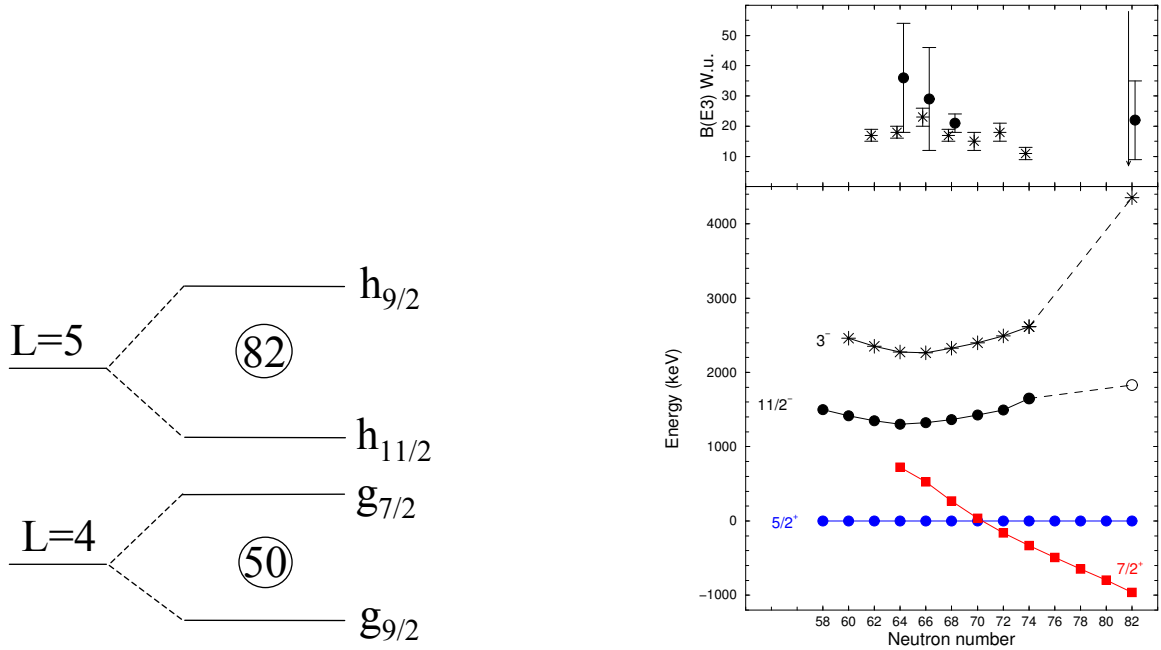 h9/2
L=5
82
h11/2
g7/2
L=4
50
g9/2
B(E3) W.u.
50
40
30
20
10
Energy (keV)
4000
3000
2000
1000
0
−1000
3⁻
11/2⁻
5/2⁺
7/2⁺
58 60 62 64 66 68 70 72 74 76 78 80 82
Neutron number